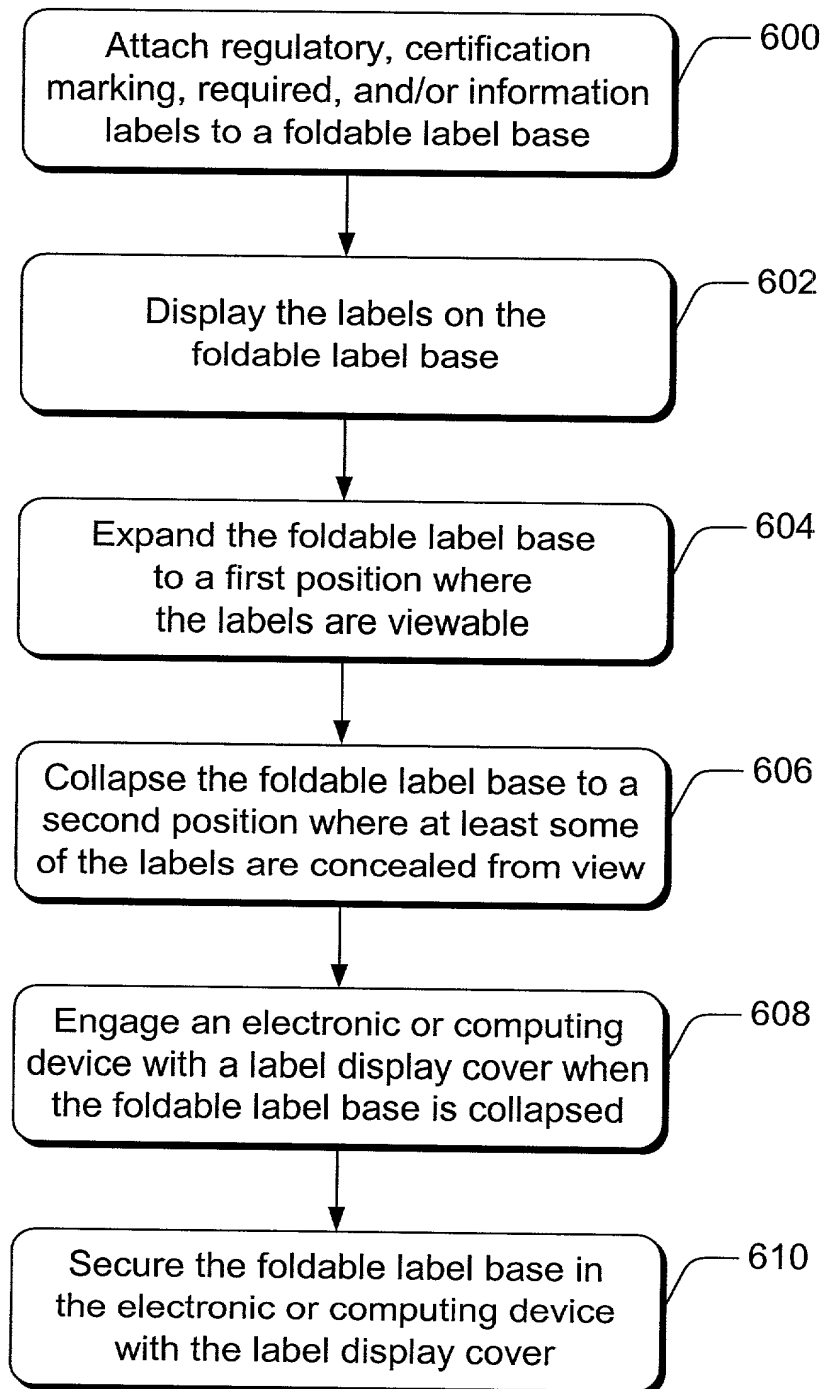 Attach regulatory, certification
marking, required, and/or information
labels to a foldable label base
600
Display the labels on the
foldable label base
602
Expand the foldable label base
to a first position where
the labels are viewable
604
Collapse the foldable label base to a
second position where at least some
of the labels are concealed from view
606
Engage an electronic or computing
device with a label display cover when
the foldable label base is collapsed
608
Secure the foldable label base in
the electronic or computing device
with the label display cover
610